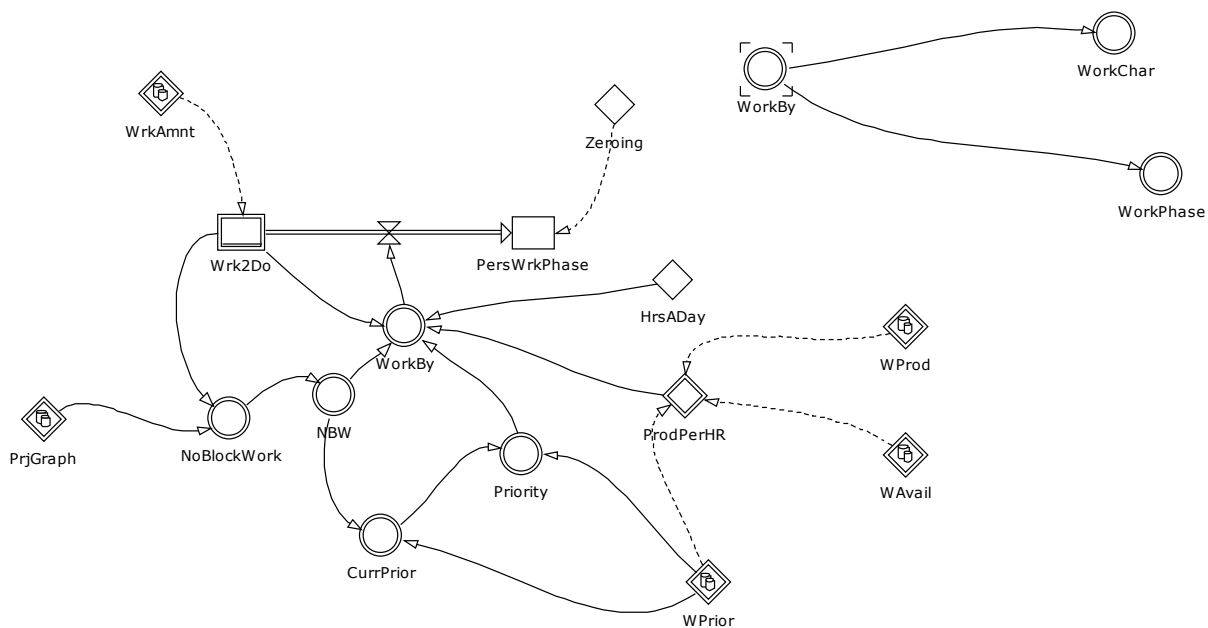 WorkChar
WorkBy
WrkAmnt
Zeroing
WorkPhase
Wrk2Do
PersWrkPhase
HrsADay
WorkBy
WProd
NBW
ProdPerHR
PrjGraph
NoBlockWork
Priority
WAvail
CurrPrior
WPrior